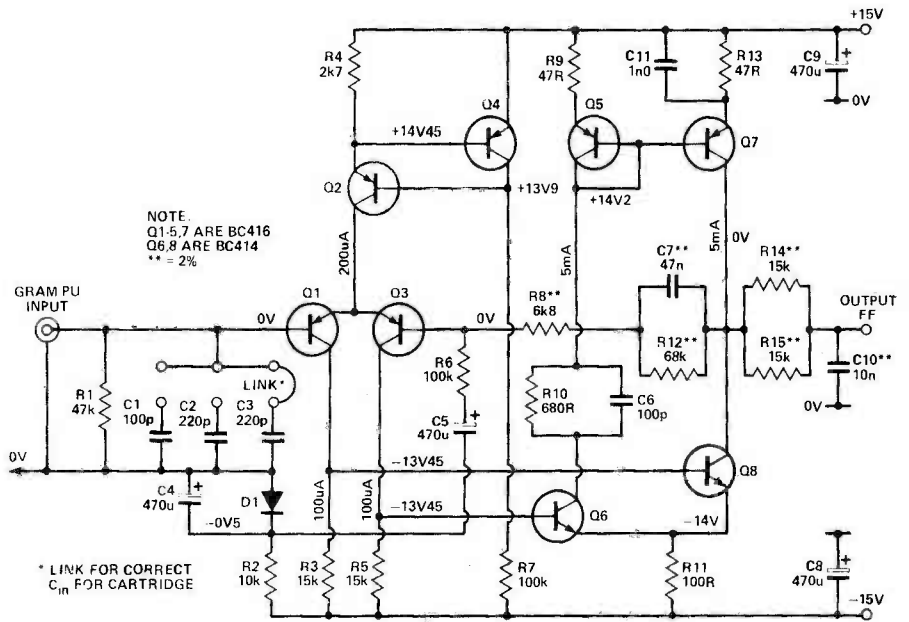 +15V
R4
2k7
R9
47R
C11
1n0
R13
47R
C9
470u
+
0V
Q4
Q5
Q7
+14V45
Q2
+13V9
+14V2
NOTE.
Q1-5,7 ARE BC416
Q6,8 ARE BC414
** = 2%
200uA
5mA
5mA
0V
C7**
47n
R14**
15k
GRAM PU
INPUT
Q1
Q3
0V
0V
R8**
6k8
R12**
68k
R15**
15k
OUTPUT
FF
C10**
10n
0V
R1
47k
LINK*
C1
100p
C2
220p
C3
220p
R6
100k
C5
470u
+
R10
680R
C6
100p
0V
-13V45
Q8
C4
470u
+
D1
-0V5
100uA
100uA
-13V45
Q6
-14V
* LINK FOR CORRECT
Cin FOR CARTRIDGE
R2
10k
R3
15k
R5
15k
R7
100k
R11
100R
C8
470u
+
-15V